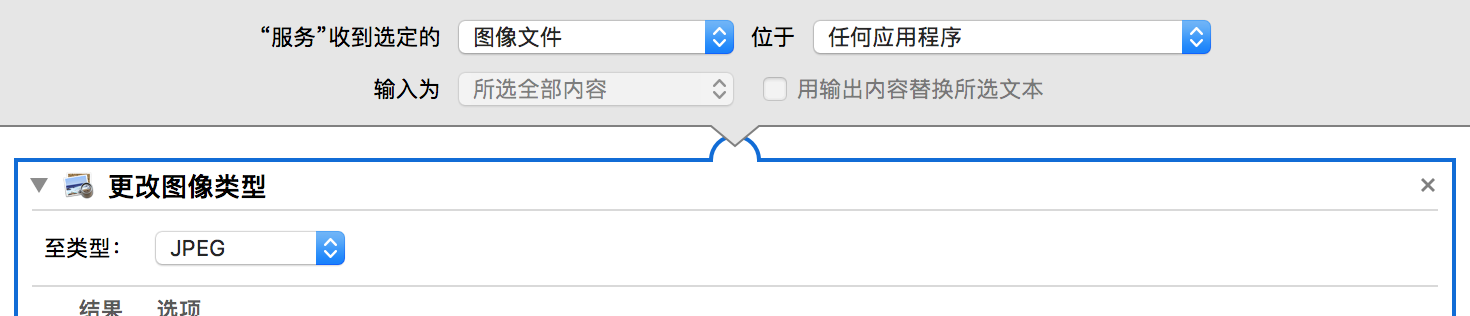 “服务”收到选定的 图像文件 位于 任何应用程序
输入为 所选全部内容 用输出内容替换所选文本
更改图像类型
至类型： JPEG
结果 选项